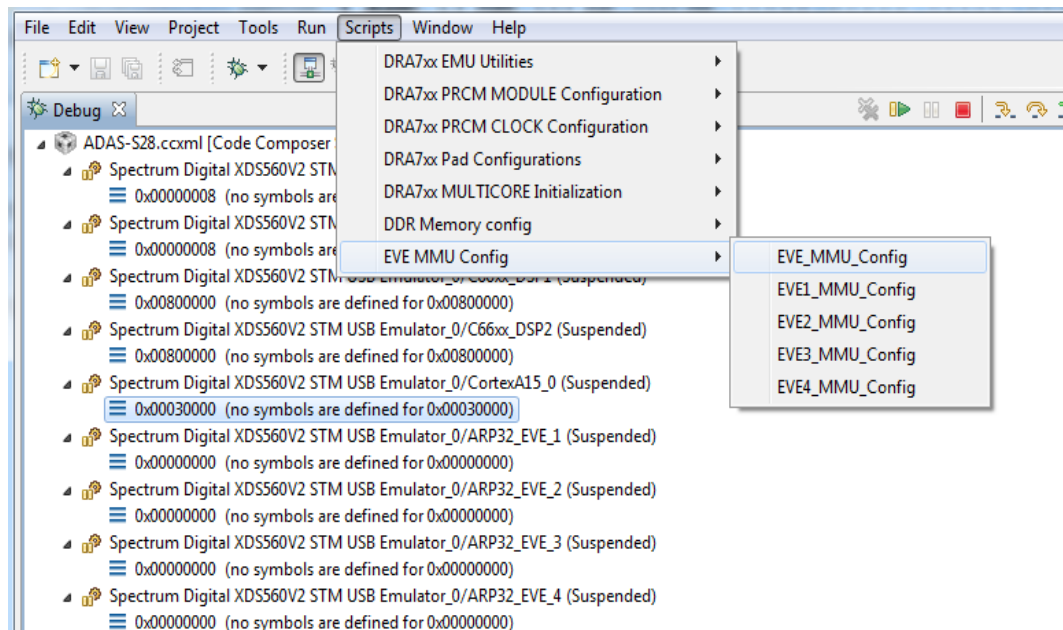 File Edit View Project Tools Run Scripts Window Help
DRA7xx EMU Utilities
DRA7xx PRCM MODULE Configuration
DRA7xx PRCM CLOCK Configuration
DRA7xx Pad Configurations
DRA7xx MULTICORE Initialization
DDR Memory config
EVE MMU Config
EVE_MMU_Config
EVE1_MMU_Config
EVE2_MMU_Config
EVE3_MMU_Config
EVE4_MMU_Config
Debug
ADAS-S28.ccxml [Code Composer
Spectrum Digital XDS560V2 STM
0x00000008 (no symbols are
Spectrum Digital XDS560V2 STM
0x00000008 (no symbols are
Spectrum Digital XDS560V2 STM USB Emulator_0/C66xx_DSP1 (Suspended)
0x00800000 (no symbols are defined for 0x00800000)
Spectrum Digital XDS560V2 STM USB Emulator_0/C66xx_DSP2 (Suspended)
0x00800000 (no symbols are defined for 0x00800000)
Spectrum Digital XDS560V2 STM USB Emulator_0/CortexA15_0 (Suspended)
0x00030000 (no symbols are defined for 0x00030000)
Spectrum Digital XDS560V2 STM USB Emulator_0/ARP32_EVE_1 (Suspended)
0x00000000 (no symbols are defined for 0x00000000)
Spectrum Digital XDS560V2 STM USB Emulator_0/ARP32_EVE_2 (Suspended)
0x00000000 (no symbols are defined for 0x00000000)
Spectrum Digital XDS560V2 STM USB Emulator_0/ARP32_EVE_3 (Suspended)
0x00000000 (no symbols are defined for 0x00000000)
Spectrum Digital XDS560V2 STM USB Emulator_0/ARP32_EVE_4 (Suspended)
0x00000000 (no symbols are defined for 0x00000000)